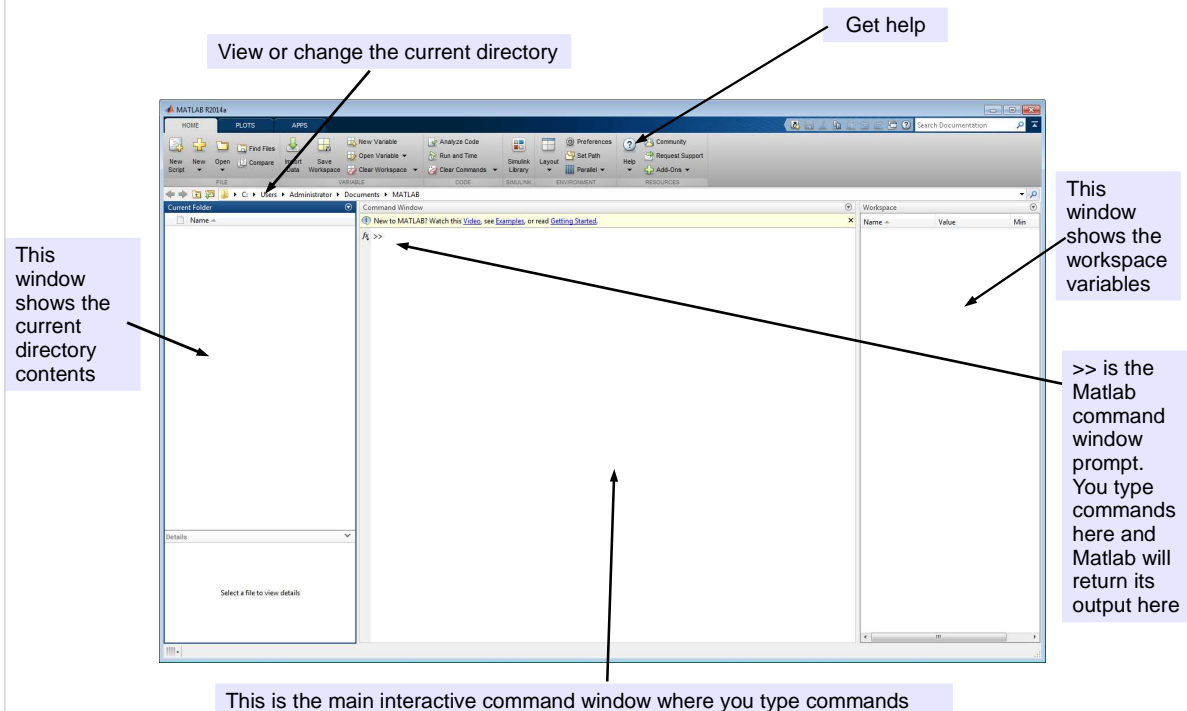 Get help
View or change the current directory
MATLAB R2014a
HOME PLOTS APPS
Search Documentation
New Script
New
Open
Find Files
Compare
Import Data
Save Workspace
New Variable
Open Variable
Clear Workspace
Analyze Code
Run and Time
Clear Commands
Simulink Library
Layout
Preferences
Set Path
Parallel
Help
Community
Request Support
Add-Ons
FILE VARIABLE CODE SIMULINK ENVIRONMENT RESOURCES
C: Users Administrator Documents MATLAB
Current Folder
Name
Command Window
New to MATLAB? Watch this Video, see Examples, or read Getting Started.
fx >>
Workspace
Name Value Min
Details
Select a file to view details
This
window
shows the
current
directory
contents
This
window
shows the
workspace
variables
>> is the
Matlab
command
window
prompt.
You type
commands
here and
Matlab will
return its
output here
This is the main interactive command window where you type commands